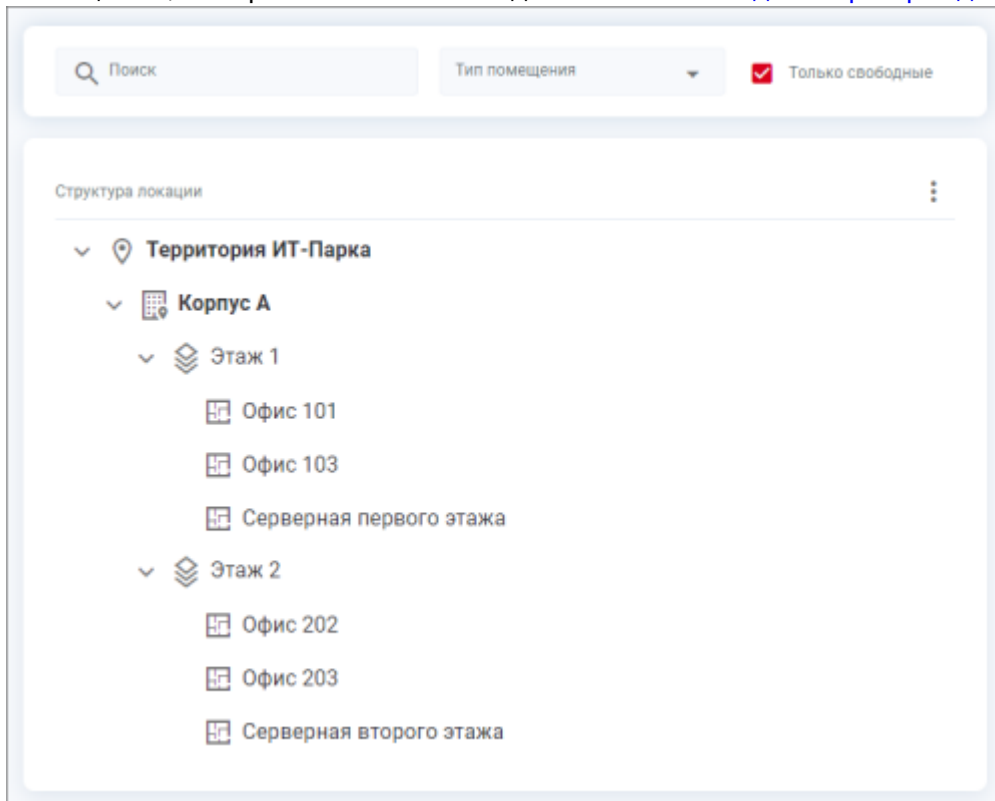 Поиск
Тип помещения
Только свободные
Структура локации
Территория ИТ-Парка
Корпус А
Этаж 1
Офис 101
Офис 103
Серверная первого этажа
Этаж 2
Офис 202
Офис 203
Серверная второго этажа